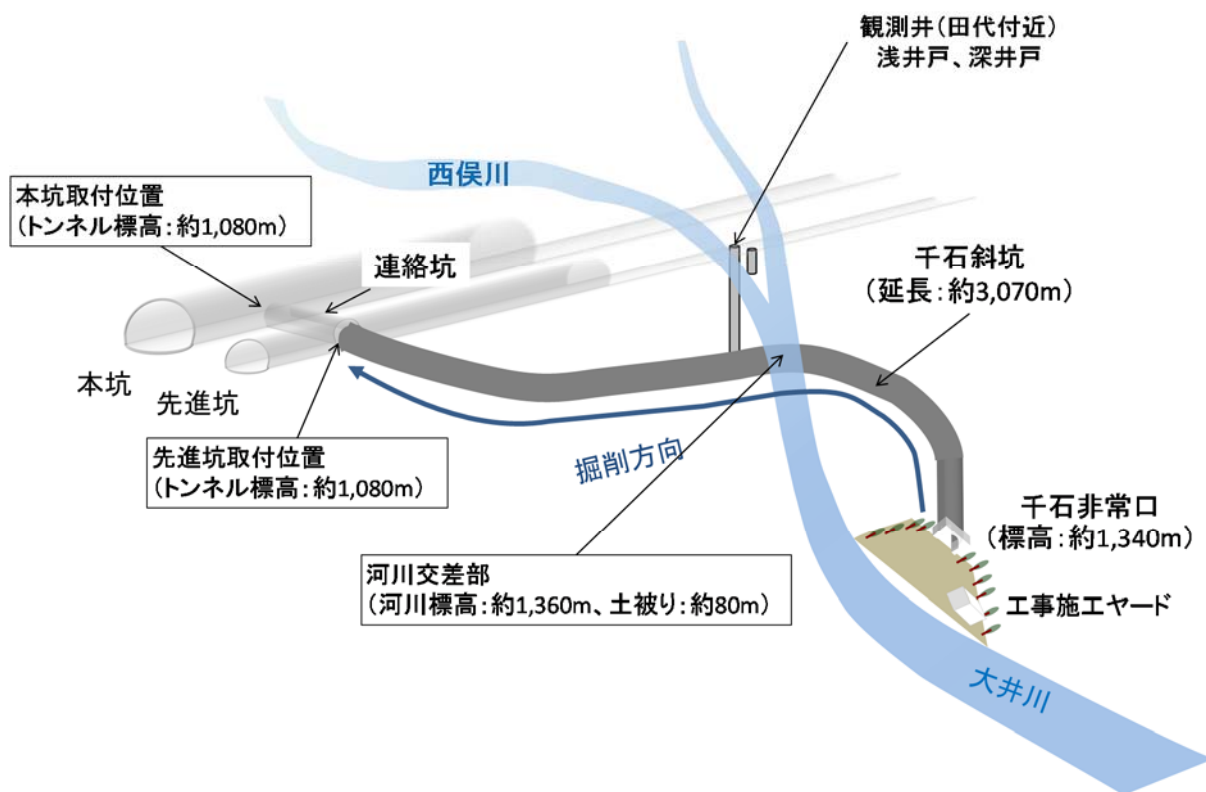 観測井(田代付近)
浅井戸、深井戸
西俣川
本坑取付位置
(トンネル標高:約1,080m)
連絡坑
千石斜坑
(延長:約3,070m)
本坑
先進坑
先進坑取付位置
(トンネル標高:約1,080m)
掘削方向
千石非常口
(標高:約1,340m)
河川交差部
(河川標高:約1,360m、土被り:約80m)
工事施工ヤード
大井川